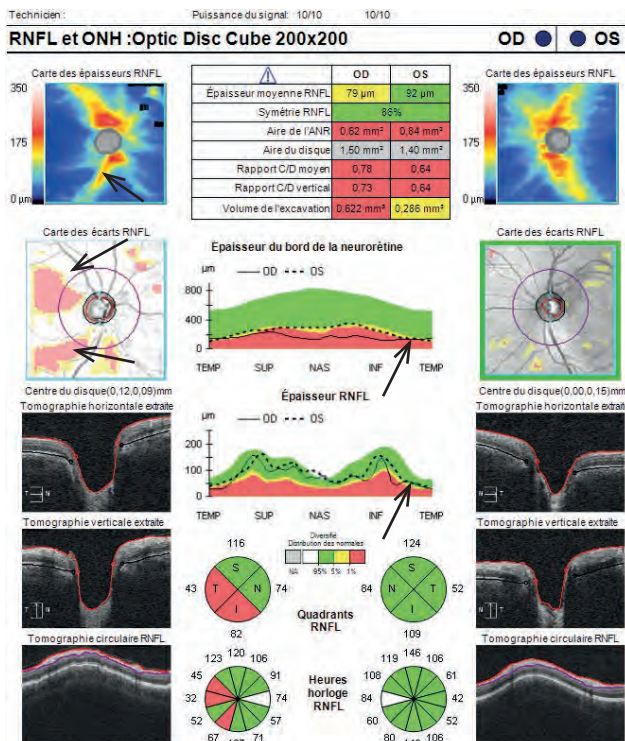 Technicien : Puissance du signal: 10/10 10/10
RNFL et ONH :Optic Disc Cube 200x200 OD OS
Carte des épaisseurs RNFL
350
175
0 µm
OD OS
Épaisseur moyenne RNFL 79 µm 92 µm
Symétrie RNFL 86%
Aire de l'ANR 0,62 mm² 0,84 mm²
Aire du disque 1,50 mm² 1,40 mm²
Rapport C/D moyen 0,78 0,64
Rapport C/D vertical 0,73 0,64
Volume de l'excavation 0,622 mm³ 0,286 mm³
Carte des épaisseurs RNFL
350
175
0 µm
Carte des écarts RNFL
Centre du disque(0,12,0,09)mm
Épaisseur du bord de la neurorétine
µm OD OS
800
400
0
TEMP SUP NAS INF TEMP
Carte des écarts RNFL
Centre du disque(0,00,0,15)mm
Tomographie horizontale extraite
T N
Épaisseur RNFL
µm OD OS
200
100
0
TEMP SUP NAS INF TEMP
Tomographie horizontale extraite
T N
Tomographie verticale extraite
T N
Diversifié
Distribution des normales
NA 95% 5% 1%
116
S
43 T N 74
I
82
Quadrants
RNFL
124
S
84 N T 52
I
109
Tomographie verticale extraite
T N
Tomographie circulaire RNFL
123 120 106
45 91
32 74
52 57
67 71
Heures
horloge
RNFL
119 146 106
108 61
84 42
60 52
80 106
Tomographie circulaire RNFL